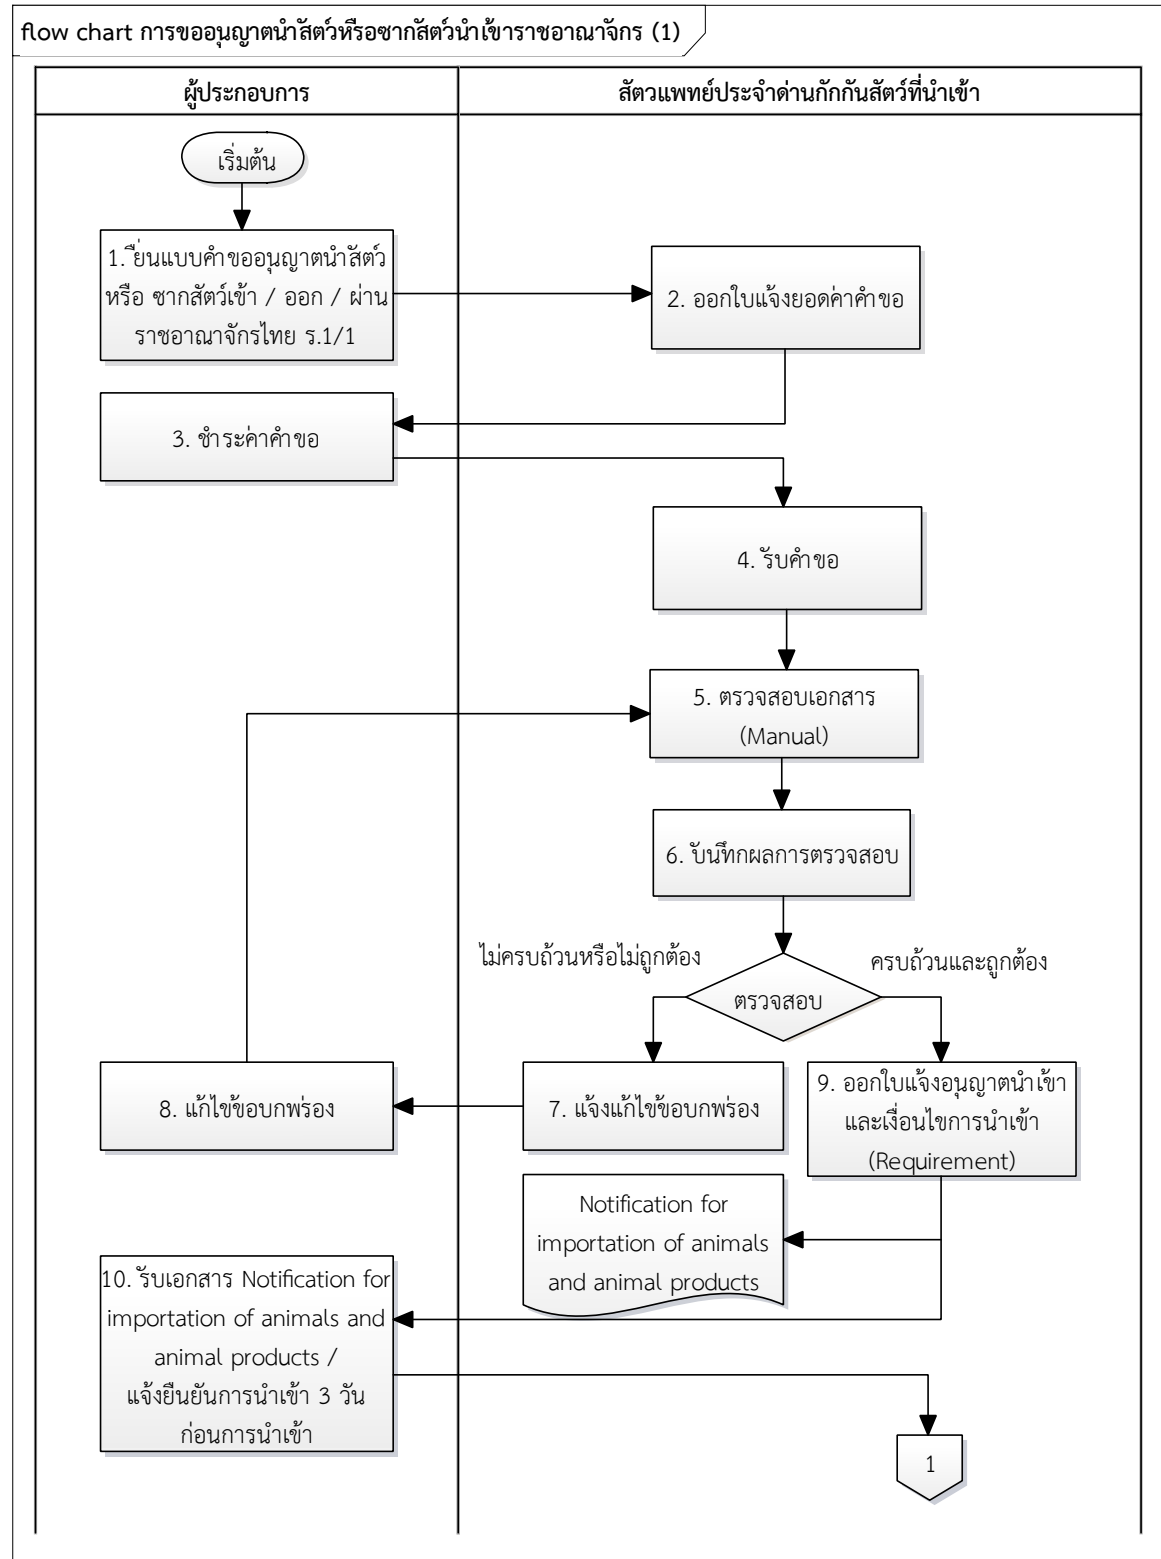 flow chart การขออนุญาตนำสัตว์หรือซากสัตว์นำเข้าราชอาณาจักร (1)
ผู้ประกอบการ
สัตวแพทย์ประจำด่านกักกันสัตว์ที่นำเข้า
เริ่มต้น
1. ยื่นแบบคำขออนุญาตนำสัตว์
หรือ ซากสัตว์เข้า / ออก / ผ่าน
ราชอาณาจักรไทย ร.1/1
2. ออกใบแจ้งยอดค่าคำขอ
3. ชำระค่าคำขอ
4. รับคำขอ
5. ตรวจสอบเอกสาร
(Manual)
6. บันทึกผลการตรวจสอบ
ไม่ครบถ้วนหรือไม่ถูกต้อง
ครบถ้วนและถูกต้อง
ตรวจสอบ
8. แก้ไขข้อบกพร่อง
7. แจ้งแก้ไขข้อบกพร่อง
9. ออกใบแจ้งอนุญาตนำเข้า
และเงื่อนไขการนำเข้า
(Requirement)
Notification for
importation of animals
and animal products
10. รับเอกสาร Notification for
importation of animals and
animal products /
แจ้งยืนยันการนำเข้า 3 วัน
ก่อนการนำเข้า
1